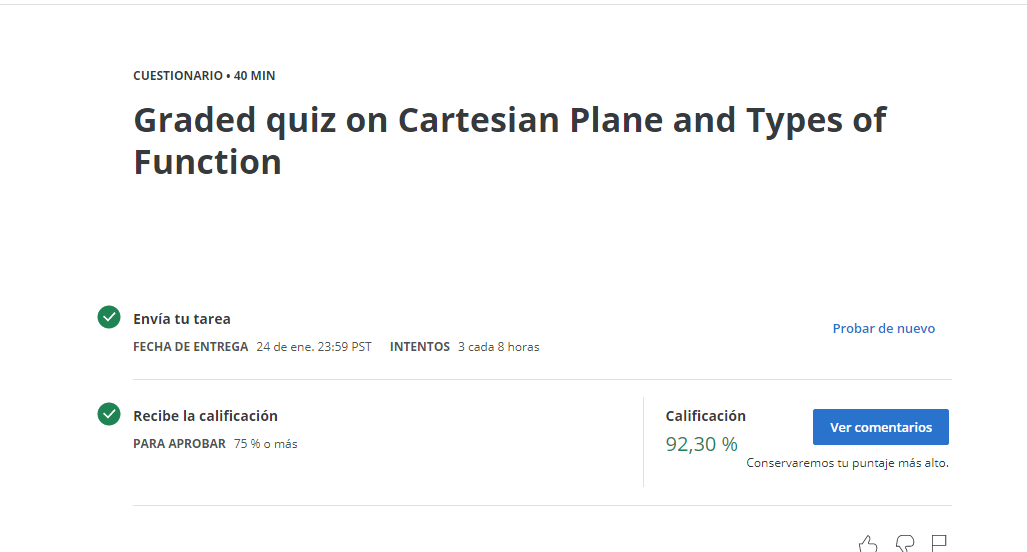 CUESTIONARIO • 40 MIN
Graded quiz on Cartesian Plane and Types of
Function
Envía tu tarea
FECHA DE ENTREGA 24 de ene. 23:59 PST INTENTOS 3 cada 8 horas
Probar de nuevo
Recibe la calificación
PARA APROBAR 75 % o más
Calificación
92,30 %
Ver comentarios
Conservaremos tu puntaje más alto.